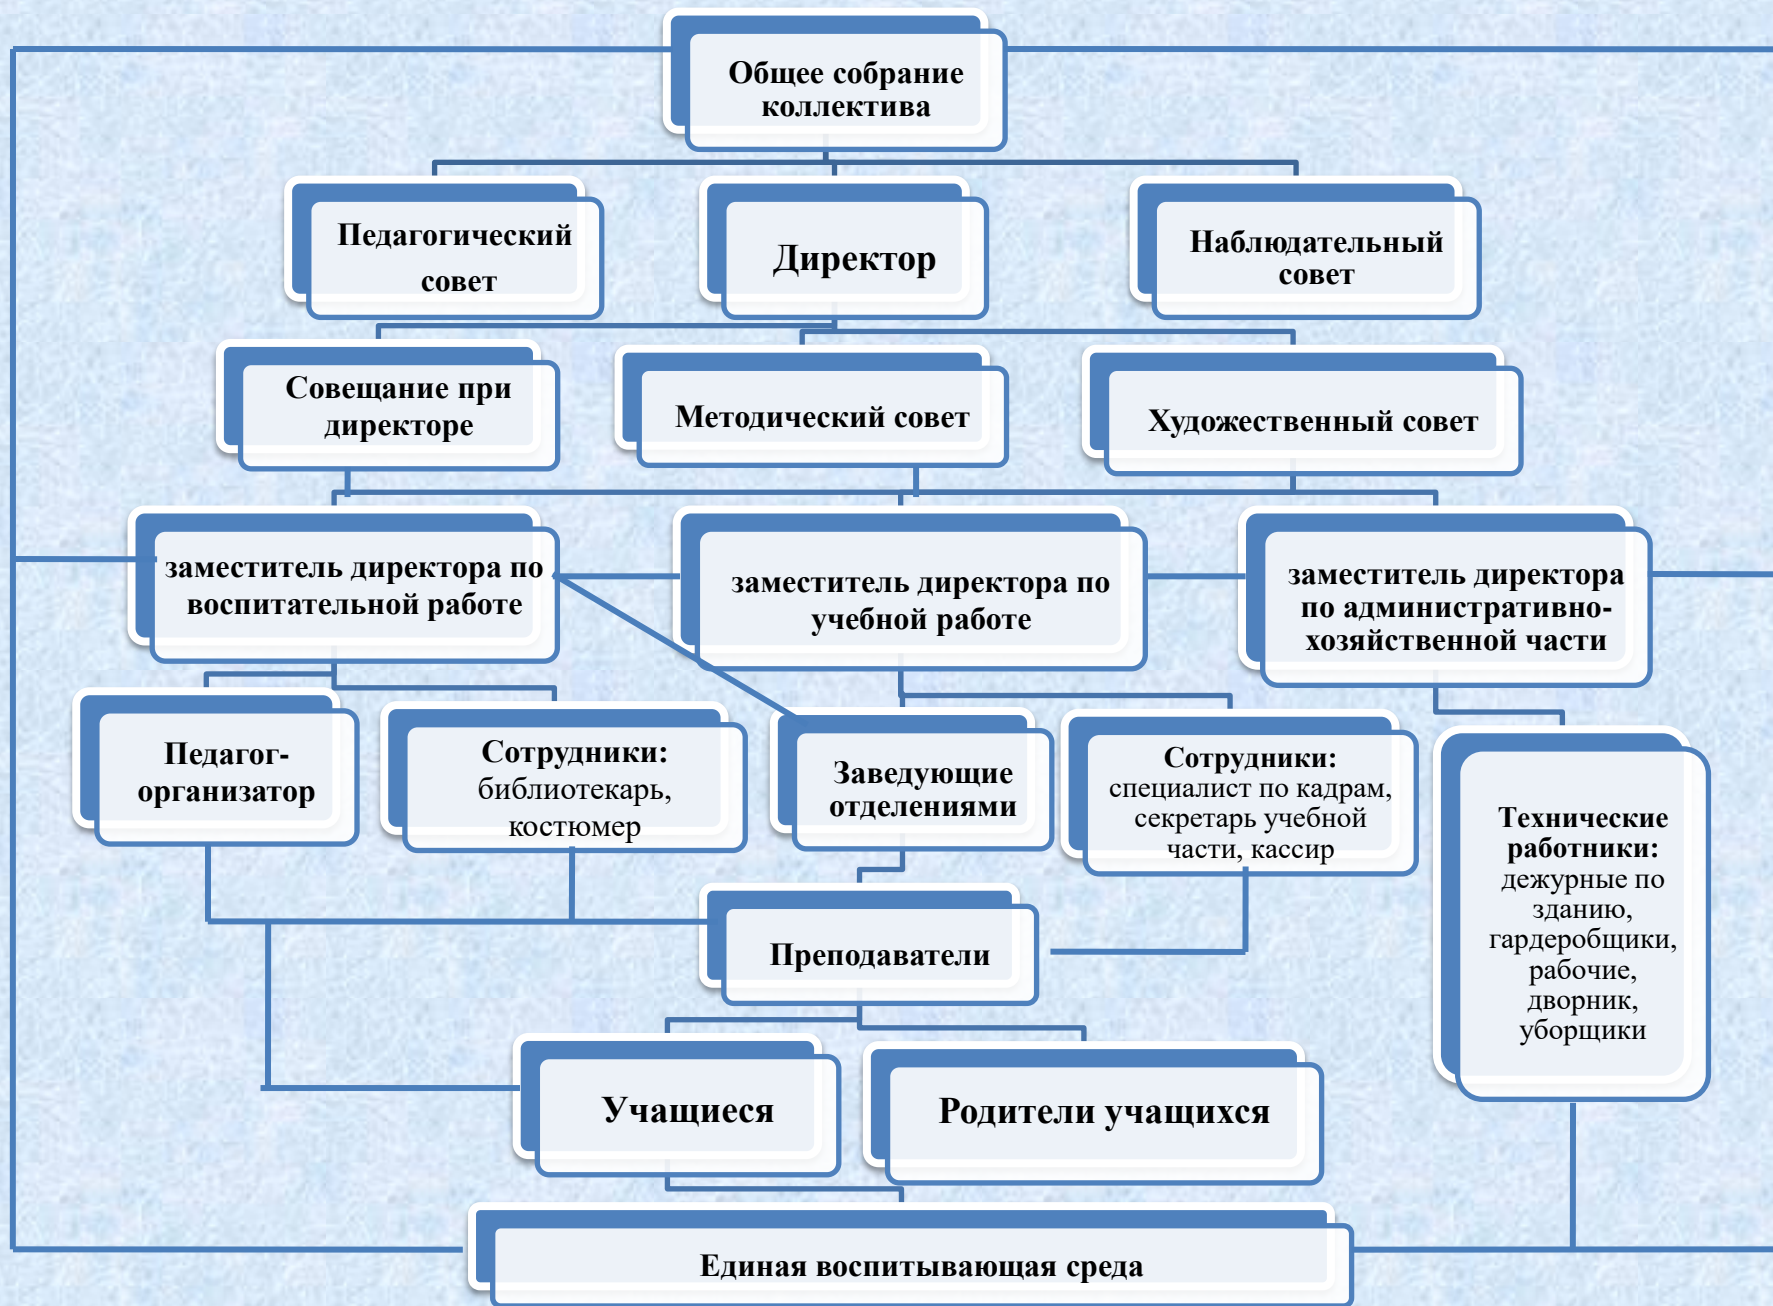 Общее собрание
коллектива
Педагогический
совет
Директор
Наблюдательный
совет
Совещание при
директоре
Методический совет
Художественный совет
заместитель директора по
воспитательной работе
заместитель директора по
учебной работе
заместитель директора
по административно-
хозяйственной части
Педагог-
организатор
Сотрудники:
библиотекарь,
костюмер
Заведующие
отделениями
Сотрудники:
специалист по кадрам,
секретарь учебной
части, кассир
Технические
работники:
дежурные по
зданию,
гардеробщики,
рабочие,
дворник,
уборщики
Преподаватели
Учащиеся
Родители учащихся
Единая воспитывающая среда